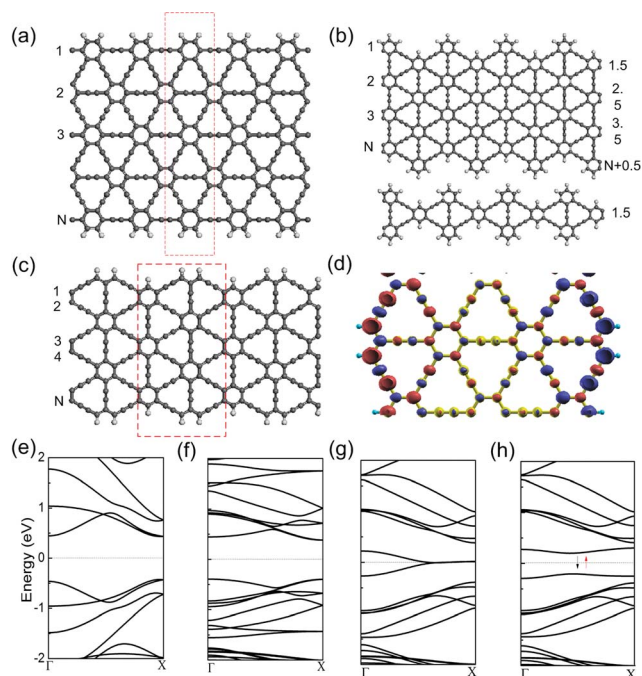 (a)
1
2
3
N
(b)
1
2
3
N
1.5
2.
5
3.
5
N+0.5
1.5
(c)
1
2
3
4
N
(d)
(e)
(f)
(g)
(h)
Energy (eV)
2
1
0
-1
-2
Γ X
Γ X
Γ X
Γ X